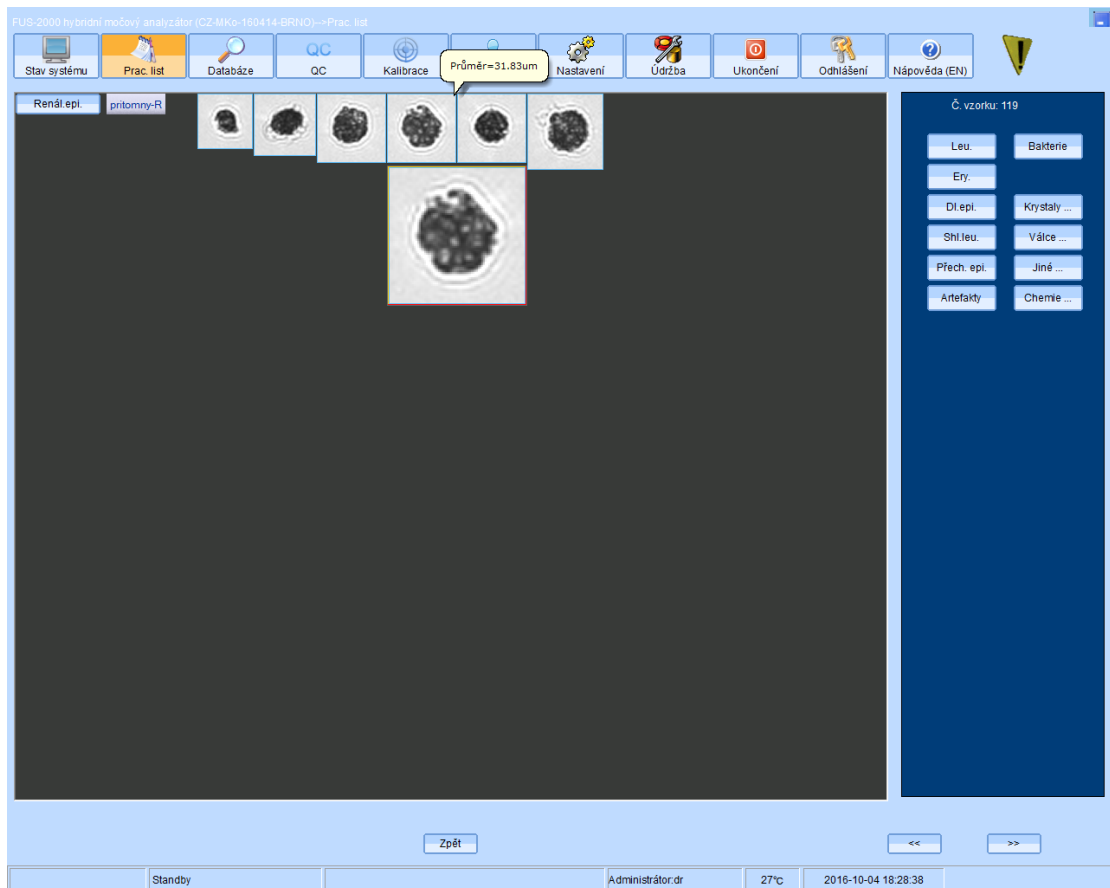 FUS-2000 hybridní močový analyzátor (CZ-MKo-160414-BRNO)-->Prac. list
Stav systému
Prac. list
Databáze
QC
QC
Kalibrace
Nastavení
Údržba
Ukončení
Odhlášení
Nápověda (EN)
Průměr=31.83um
Renál.epi.
pritomny-R
Č. vzorku: 119
Leu.
Bakterie
Ery.
Dl.epi.
Krystaly ...
Shl.leu.
Válce ...
Přech. epi.
Jiné ...
Artefakty
Chemie ...
Zpět
<<
>>
Standby
Administrátor:dr
27℃
2016-10-04 18:28:38